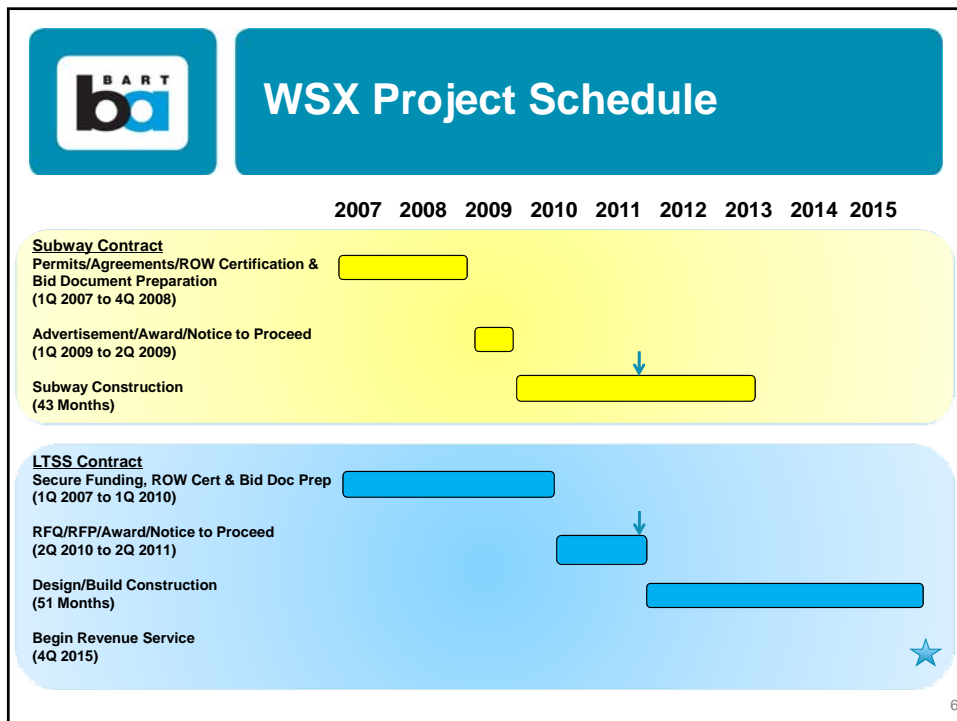 BART
ba
WSX Project Schedule
2007 2008 2009 2010 2011 2012 2013 2014 2015
Subway Contract
Permits/Agreements/ROW Certification &
Bid Document Preparation
(1Q 2007 to 4Q 2008)
Advertisement/Award/Notice to Proceed
(1Q 2009 to 2Q 2009)
Subway Construction
(43 Months)
LTSS Contract
Secure Funding, ROW Cert & Bid Doc Prep
(1Q 2007 to 1Q 2010)
RFQ/RFP/Award/Notice to Proceed
(2Q 2010 to 2Q 2011)
Design/Build Construction
(51 Months)
Begin Revenue Service
(4Q 2015)
6